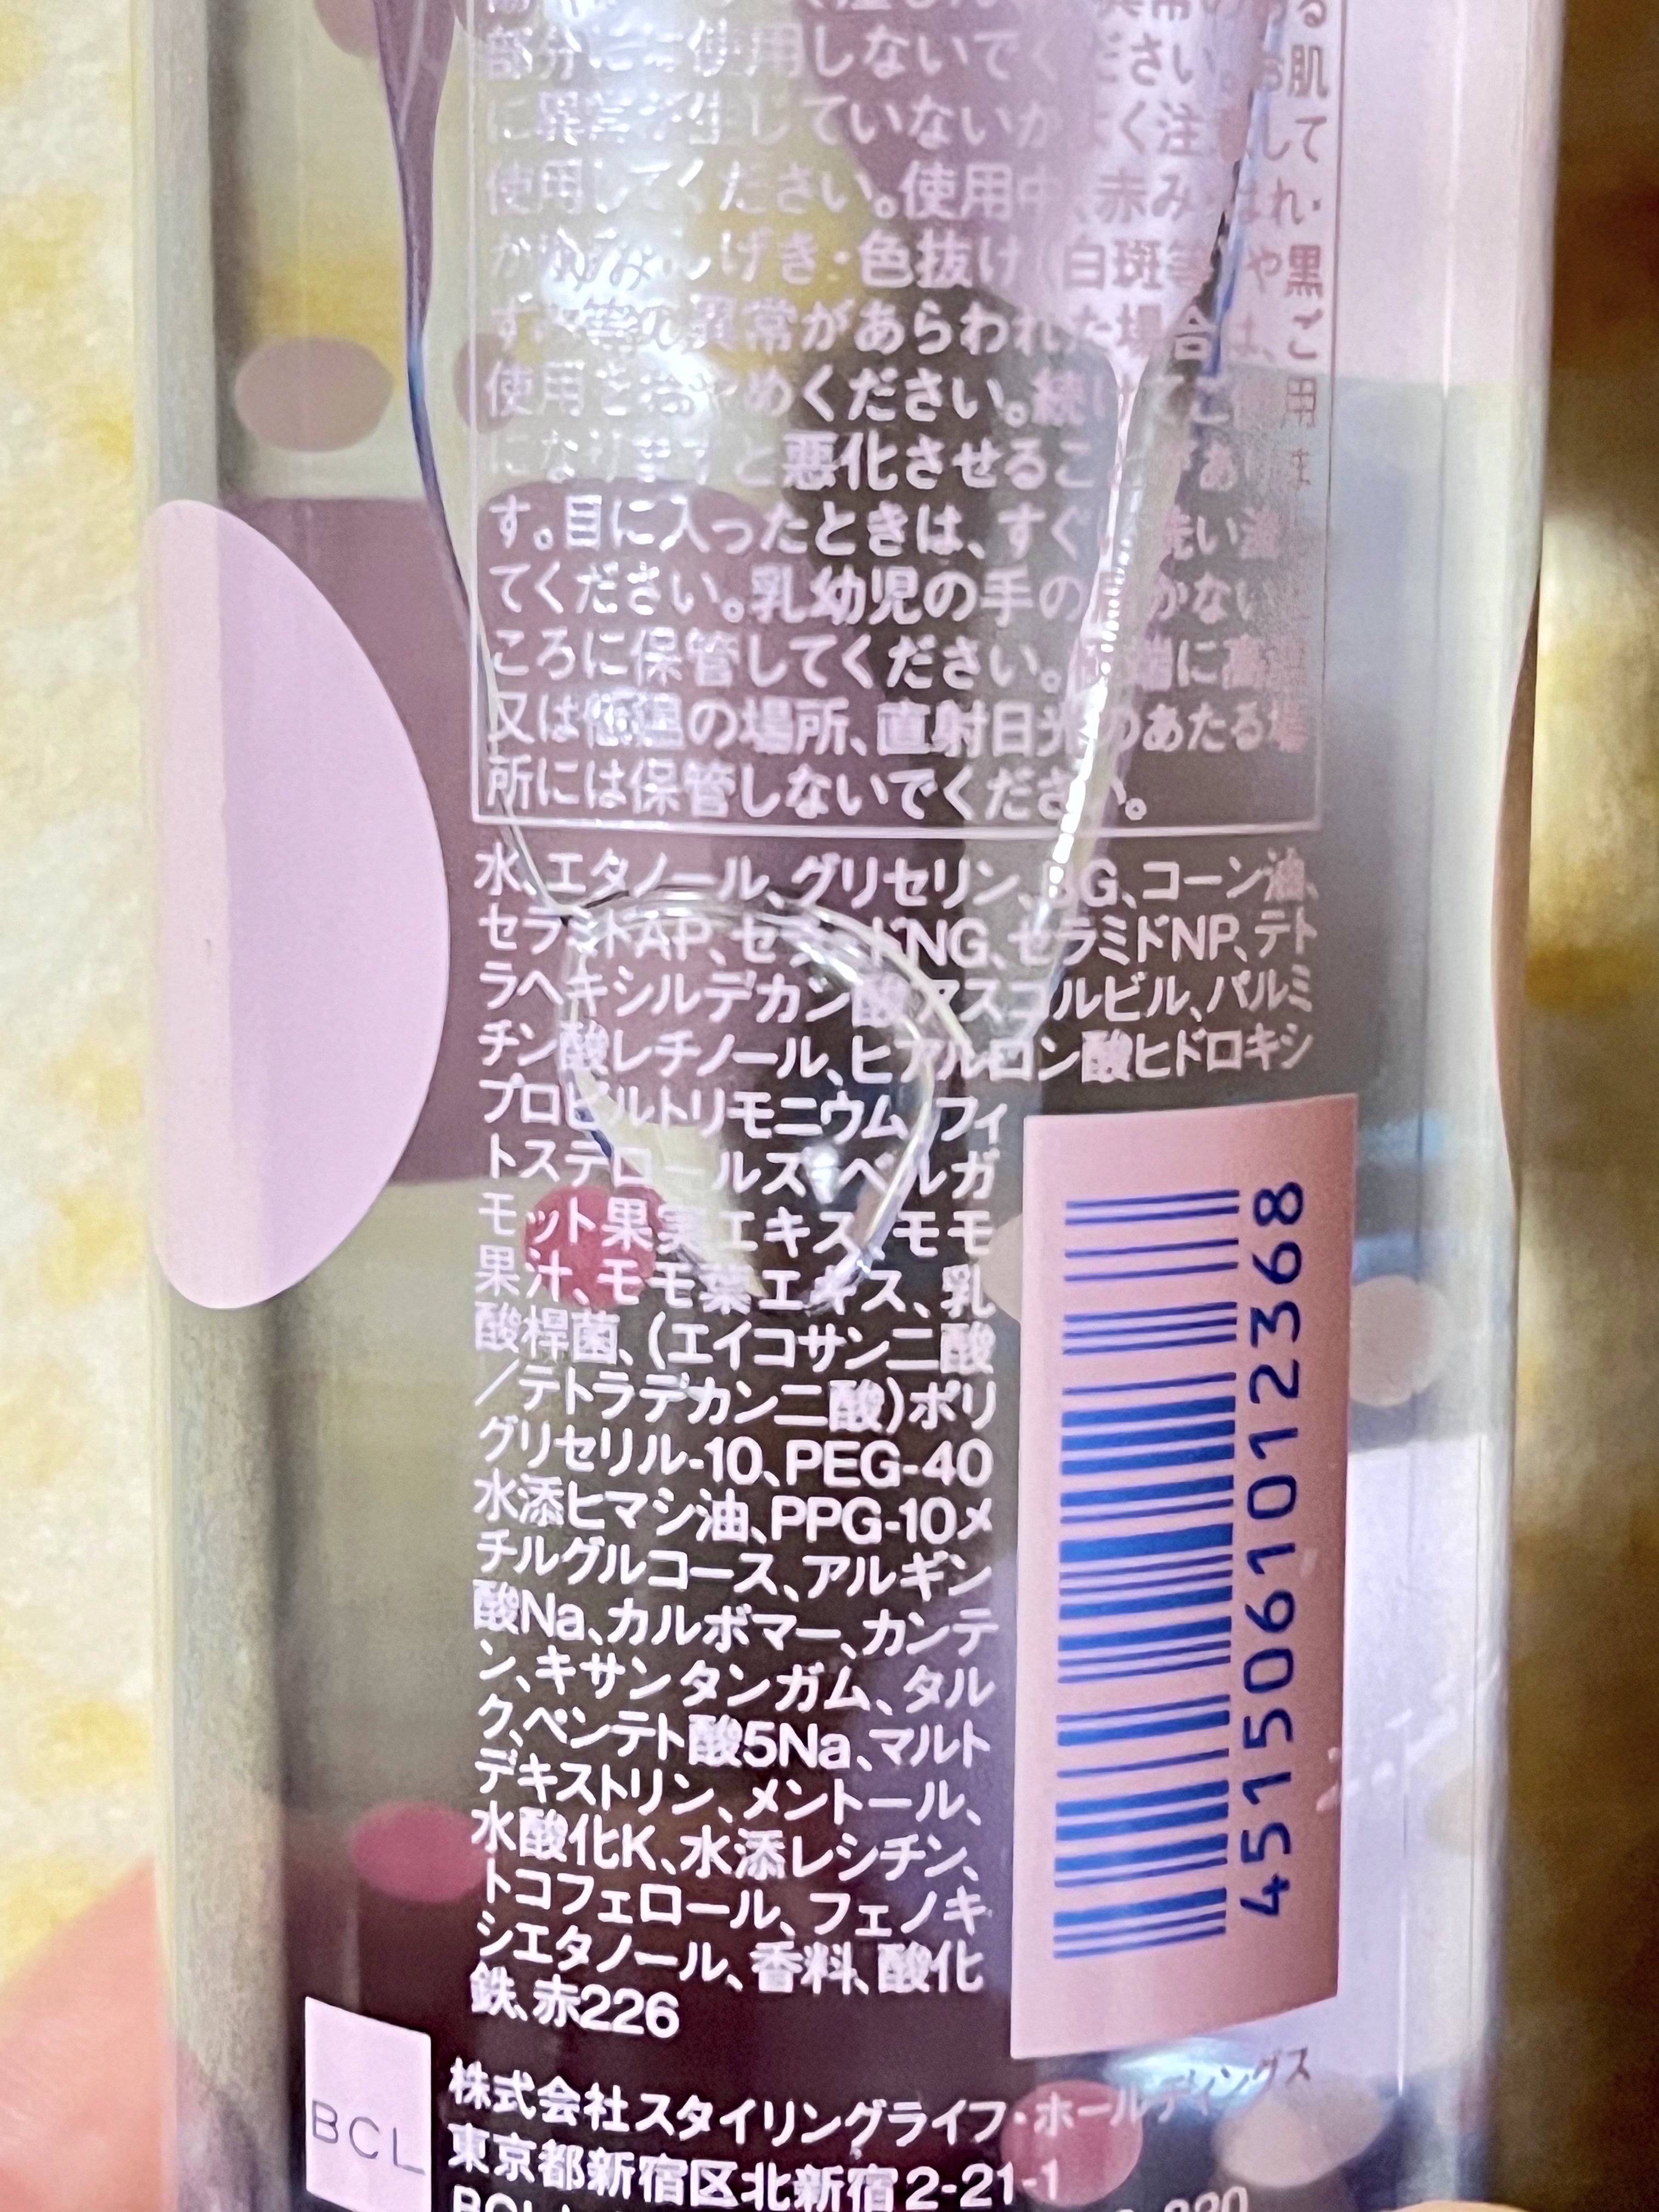 部分には使用しないでください。お肌
に異常が生じていないかよく注意して
使用してください。使用中、赤み・はれ・
かゆみ・しげき・色抜け(白斑等)や黒
ずみ等の異常があらわれた場合は、ご
使用をおやめください。続けてご使用
になりますと悪化させることがあ
す。目に入ったときは、すぐ洗い
てください。乳幼児の手の届かない
ころに保管してください。極端に高温
又は低温の場所、直射日光のあたる場
所には保管しないでください。
水、エタノール、グリセリン、BG、コーン油、
セラミドAP、セラミドNG、セラミドNP、テト
ラヘキシルデカン酸アスコルビル、パルミ
チン酸レチノール、ヒアルロン酸ヒドロキシ
プロピルトリモニウム、フィ
トステロールズ、ベルガ
モット果実エキス、モモ
果汁、モモ葉エキス、乳
酸桿菌、(エイコサン二酸
/テトラデカン二酸)ポリ
グリセリル-10、PEG-40
水添ヒマシ油、PPG-10メ
チルグルコース、アルギン
酸Na、カルボマー、カンテ
ン、キサンタンガム、タル
ク、ペンテト酸5Na、マルト
デキストリン、メントール、
水酸化K、水添レシチン、
トコフェロール、フェノキ
シエタノール、香料、酸化
鉄、赤226
4515061012368
BCL
株式会社スタイリングライフ・ホールディングス
東京都新宿区北新宿2-21-1